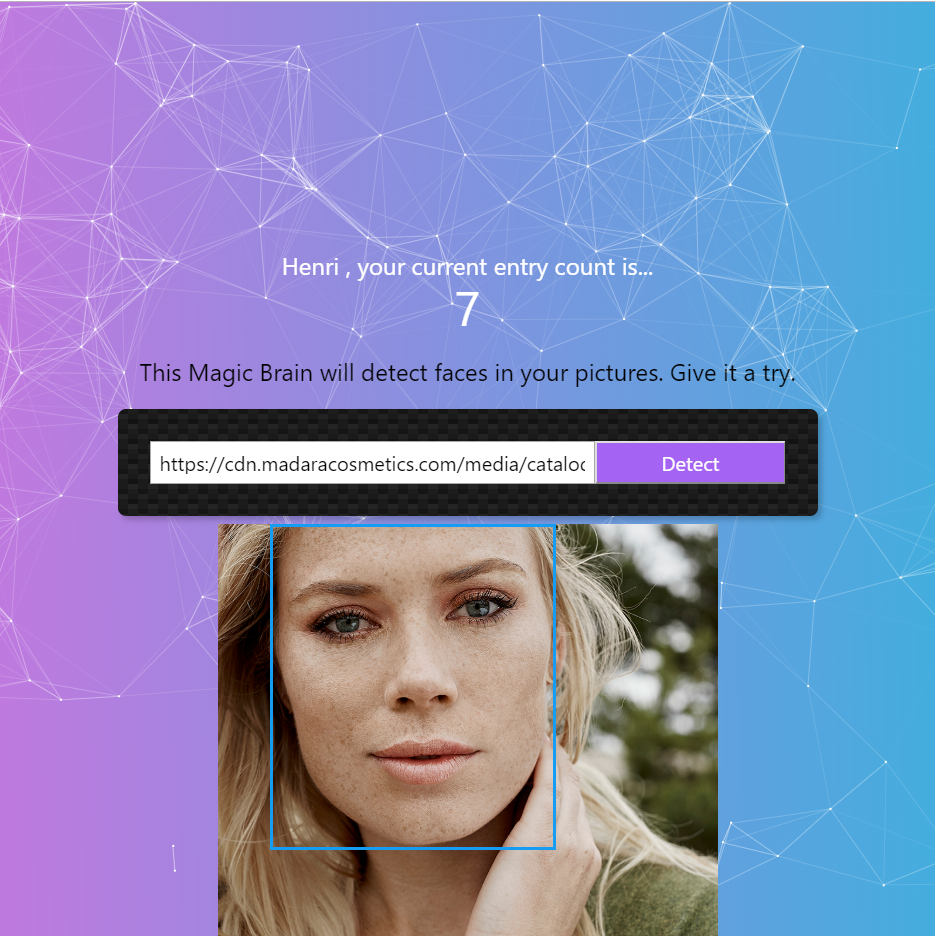 Henri , your current entry count is...
7
This Magic Brain will detect faces in your pictures. Give it a try.
https://cdn.madaracosmetics.com/media/catalog Detect